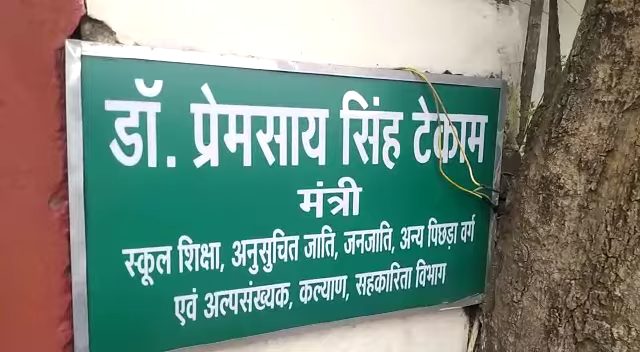 डॉ. प्रेमसाय सिंह टेकाम
मंत्री
स्कूल शिक्षा, अनुसुचित जाति, जनजाति, अन्य पिछड़ा वर्ग
एवं अल्पसंख्यक, कल्याण, सहकारिता विभाग